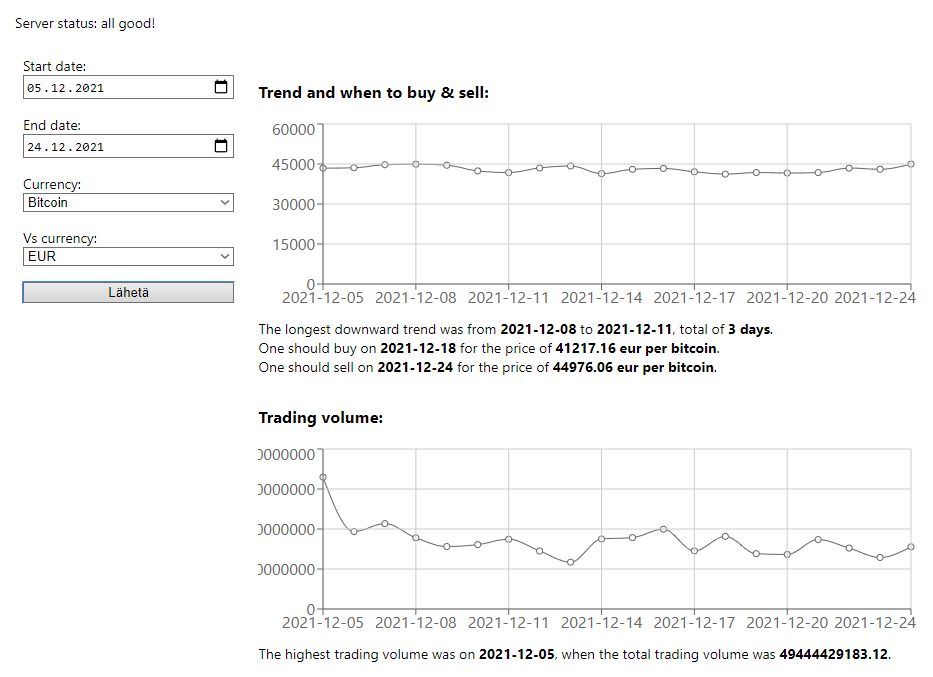 Server status: all good!
Start date:
05.12.2021
End date:
24.12.2021
Currency:
Bitcoin
Vs currency:
EUR
Lähetä
Trend and when to buy & sell:
60000
45000
30000
15000
0
2021-12-05 2021-12-08 2021-12-11 2021-12-14 2021-12-17 2021-12-20 2021-12-24
The longest downward trend was from 2021-12-08 to 2021-12-11, total of 3 days.
One should buy on 2021-12-18 for the price of 41217.16 eur per bitcoin.
One should sell on 2021-12-24 for the price of 44976.06 eur per bitcoin.
Trading volume:
0000000
0000000
0000000
0000000
0
2021-12-05 2021-12-08 2021-12-11 2021-12-14 2021-12-17 2021-12-20 2021-12-24
The highest trading volume was on 2021-12-05, when the total trading volume was 49444429183.12.